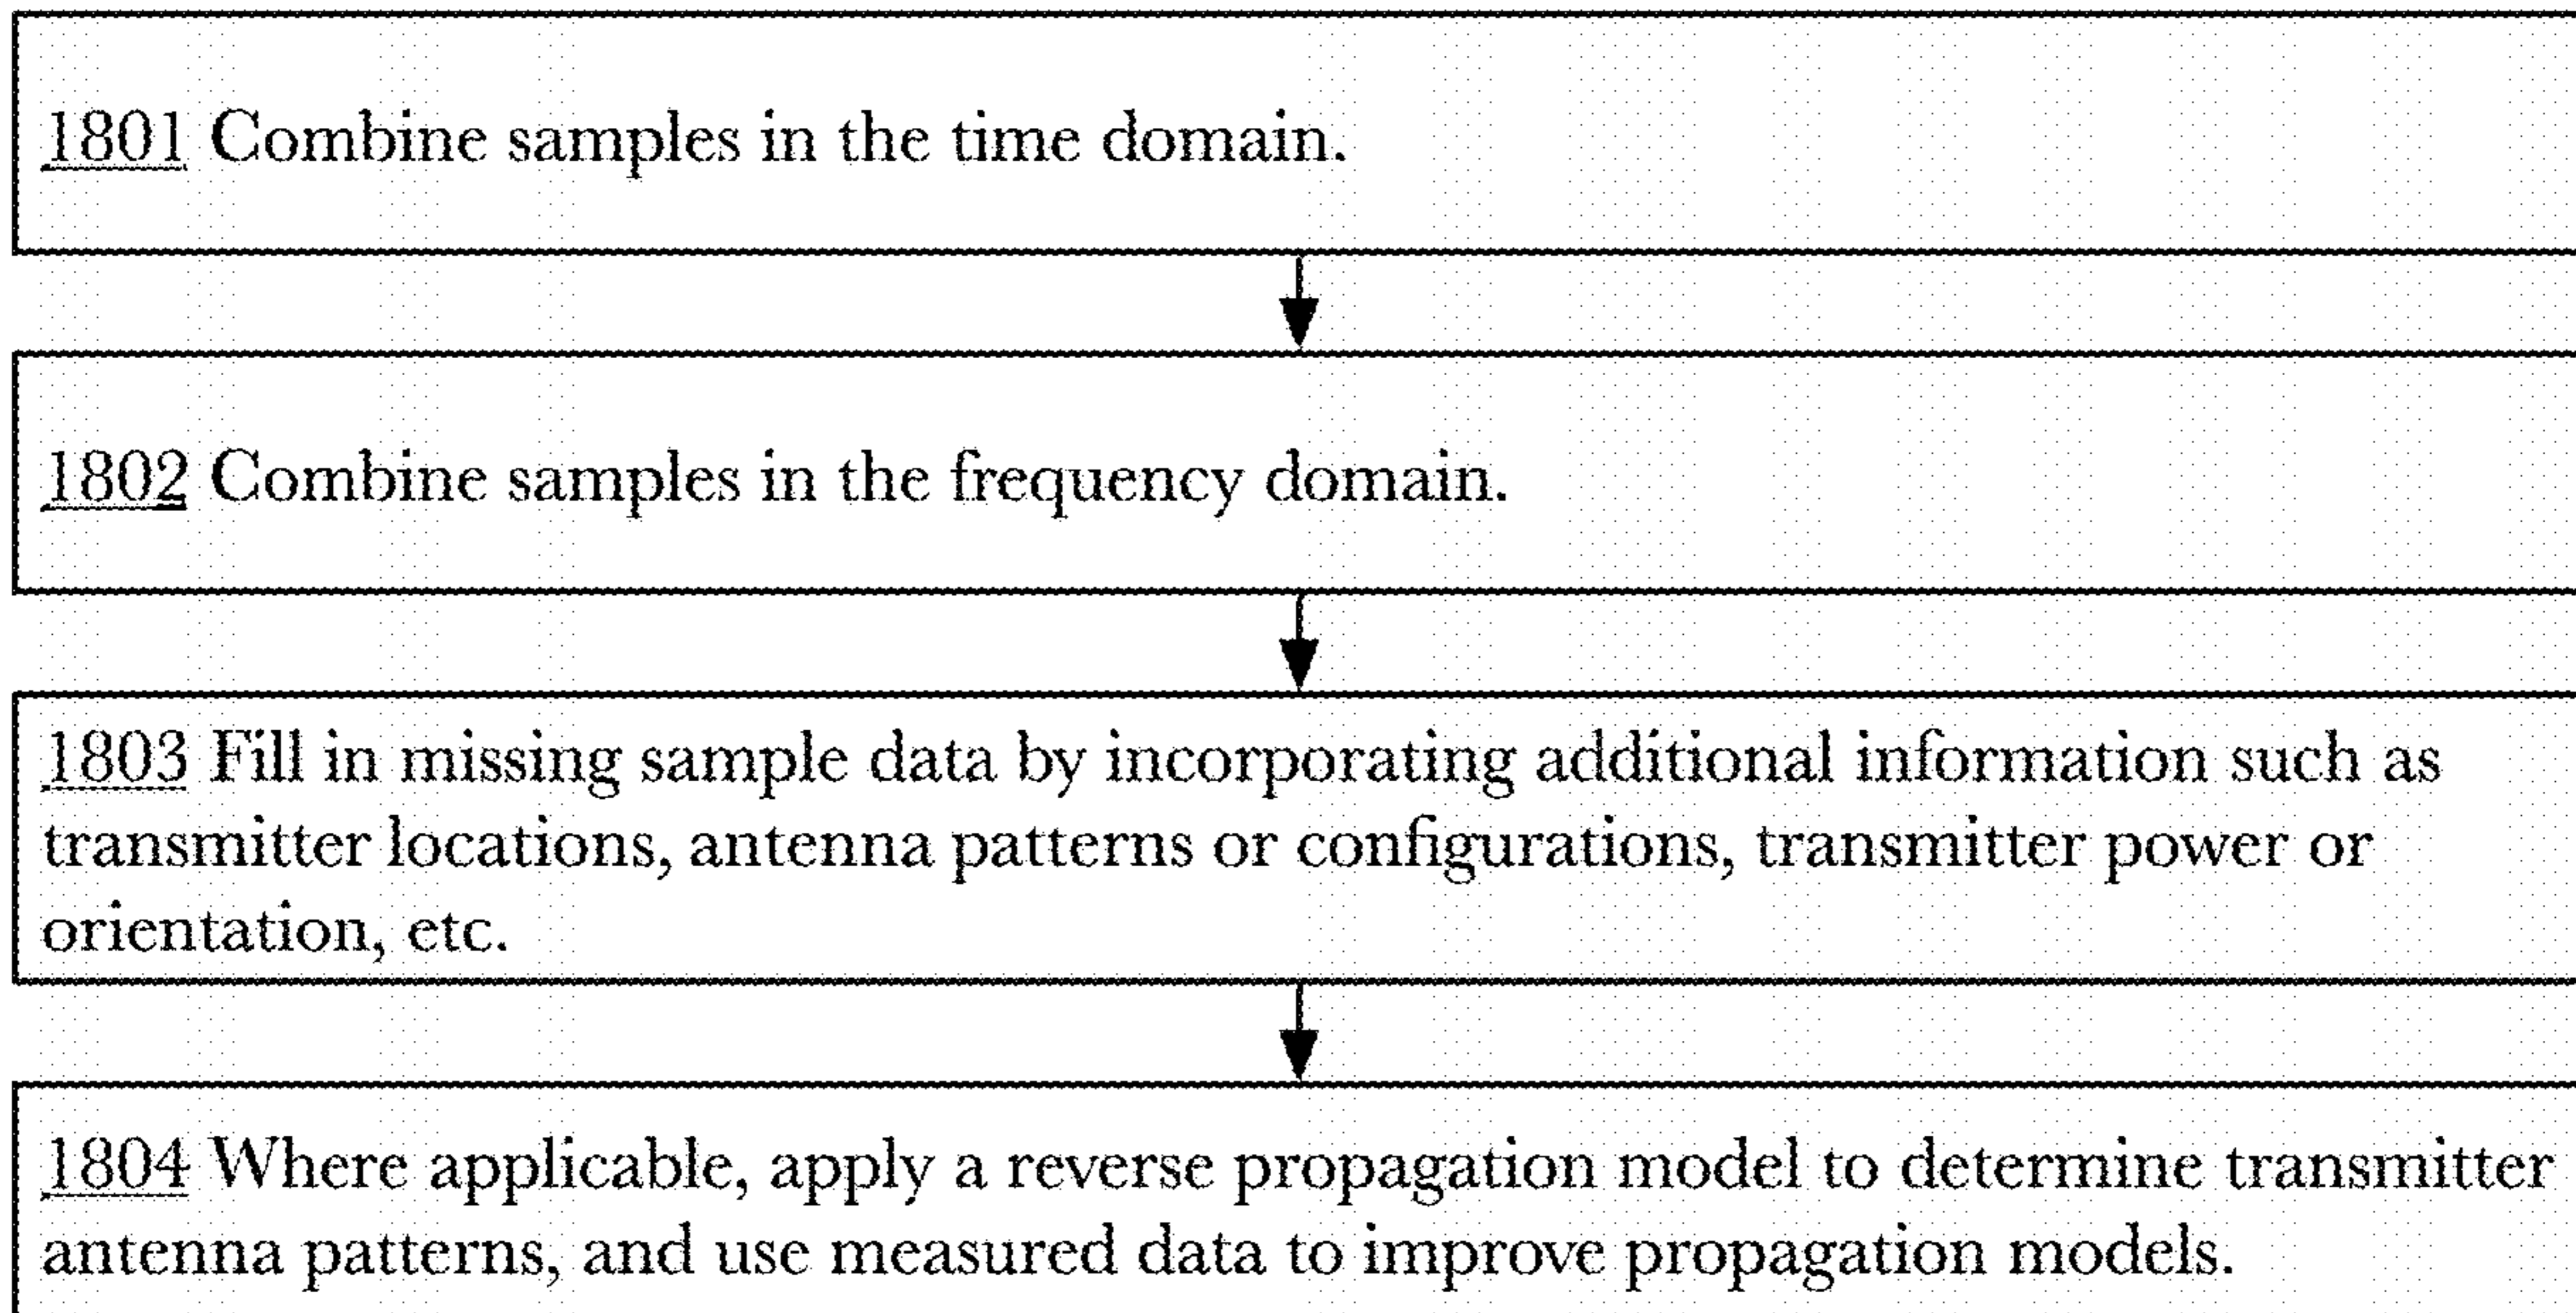 1801 Combine samples in the time domain.
1802 Combine samples in the frequency domain.
1803 Fill in missing sample data by incorporating additional information such as
transmitter locations, antenna patterns or configurations, transmitter power or
orientation, etc.
1804 Where applicable, apply a reverse propagation model to determine transmitter
antenna patterns, and use measured data to improve propagation models.